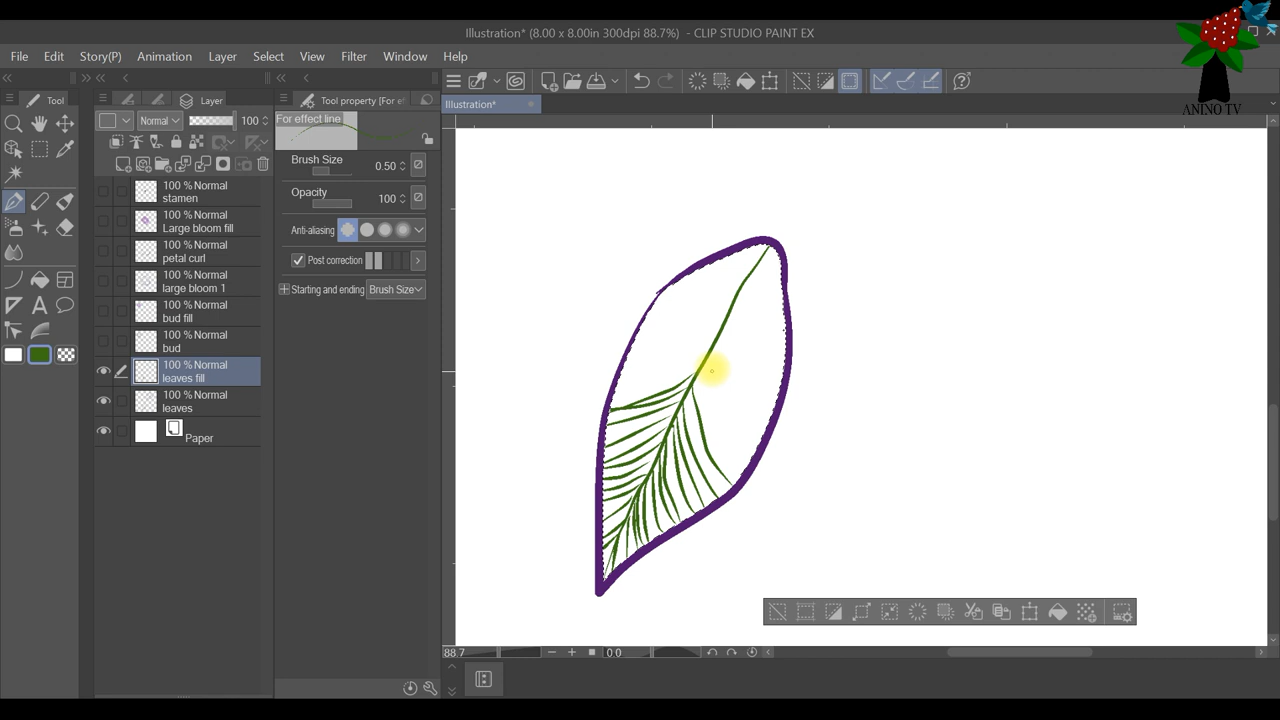 Illustration* (8.00 x 8.00in 300dpi 88.7%) - CLIP STUDIO PAINT EX
ANINO TV
File Edit Story(P) Animation Layer Select View Filter Window Help
Tool
Layer
Tool property [For ef
Illustration*
Normal 100
For effect line
Brush Size 0.50
Opacity 100
Anti-aliasing
Post correction
Starting and ending Brush Size
100 % Normal
stamen
100 % Normal
Large bloom fill
100 % Normal
petal curl
100 % Normal
large bloom 1
100 % Normal
bud fill
100 % Normal
bud
100 % Normal
leaves fill
100 % Normal
leaves
Paper
88.7 0.0